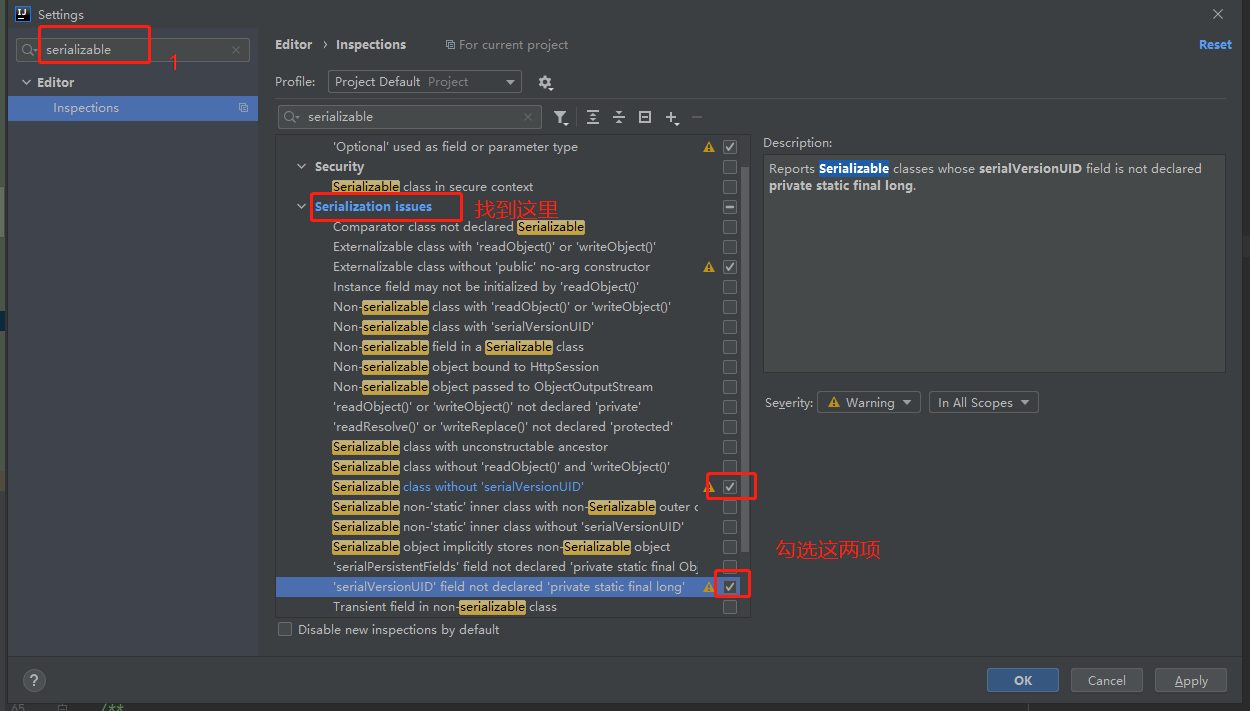 Settings
serializable
1
Editor
Inspections
Editor › Inspections
For current project
Reset
Profile:
Project Default Project
serializable
'Optional' used as field or parameter type
Security
Serializable class in secure context
Serialization issues
找到这里
Comparator class not declared Serializable
Externalizable class with 'readObject()' or 'writeObject()'
Externalizable class without 'public' no-arg constructor
Instance field may not be initialized by 'readObject()'
Non-serializable class with 'readObject()' or 'writeObject()'
Non-serializable class with 'serialVersionUID'
Non-serializable field in a Serializable class
Non-serializable object bound to HttpSession
Non-serializable object passed to ObjectOutputStream
'readObject()' or 'writeObject()' not declared 'private'
'readResolve()' or 'writeReplace()' not declared 'protected'
Serializable class with unconstructable ancestor
Serializable class without 'readObject()' and 'writeObject()'
Serializable class without 'serialVersionUID'
Serializable non-'static' inner class with non-Serializable outer c
Serializable non-'static' inner class without 'serialVersionUID'
Serializable object implicitly stores non-Serializable object
'serialPersistentFields' field not declared 'private static final Obj
'serialVersionUID' field not declared 'private static final long'
Transient field in non-serializable class
勾选这两项
Disable new inspections by default
Description:
Reports Serializable classes whose serialVersionUID field is not declared
private static final long.
Severity:
Warning
In All Scopes
?
OK
Cancel
Apply
65
/**